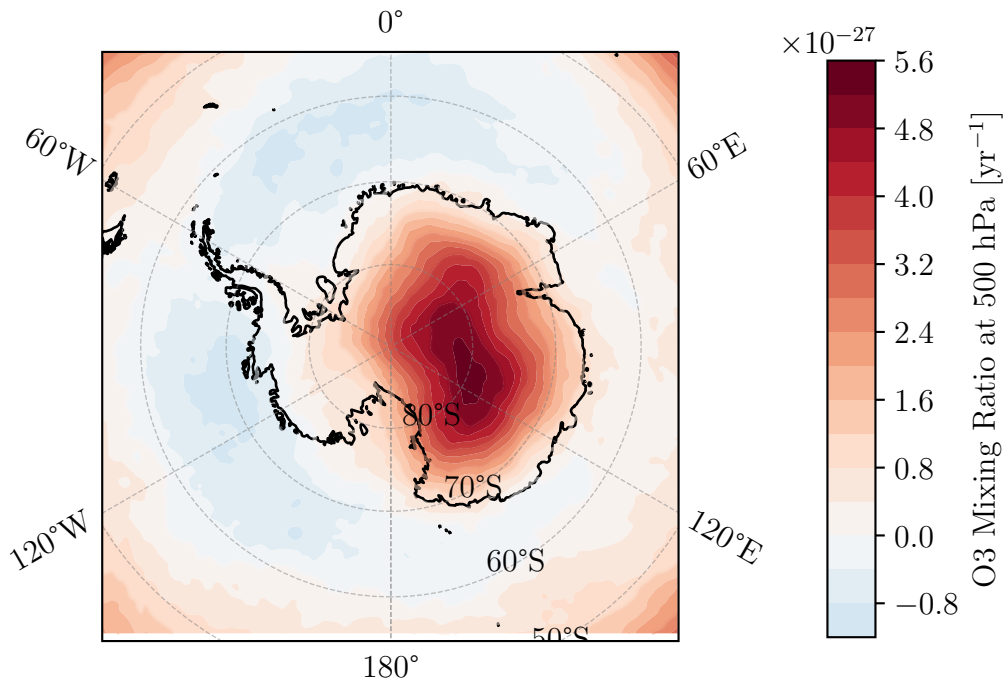 0°
×10⁻²⁷
60°W
60°E
5.6
4.8
4.0
3.2
2.4
1.6
0.8
0.0
−0.8
O3 Mixing Ratio at 500 hPa [yr⁻¹]
80°S
70°S
60°S
50°S
120°W
120°E
180°